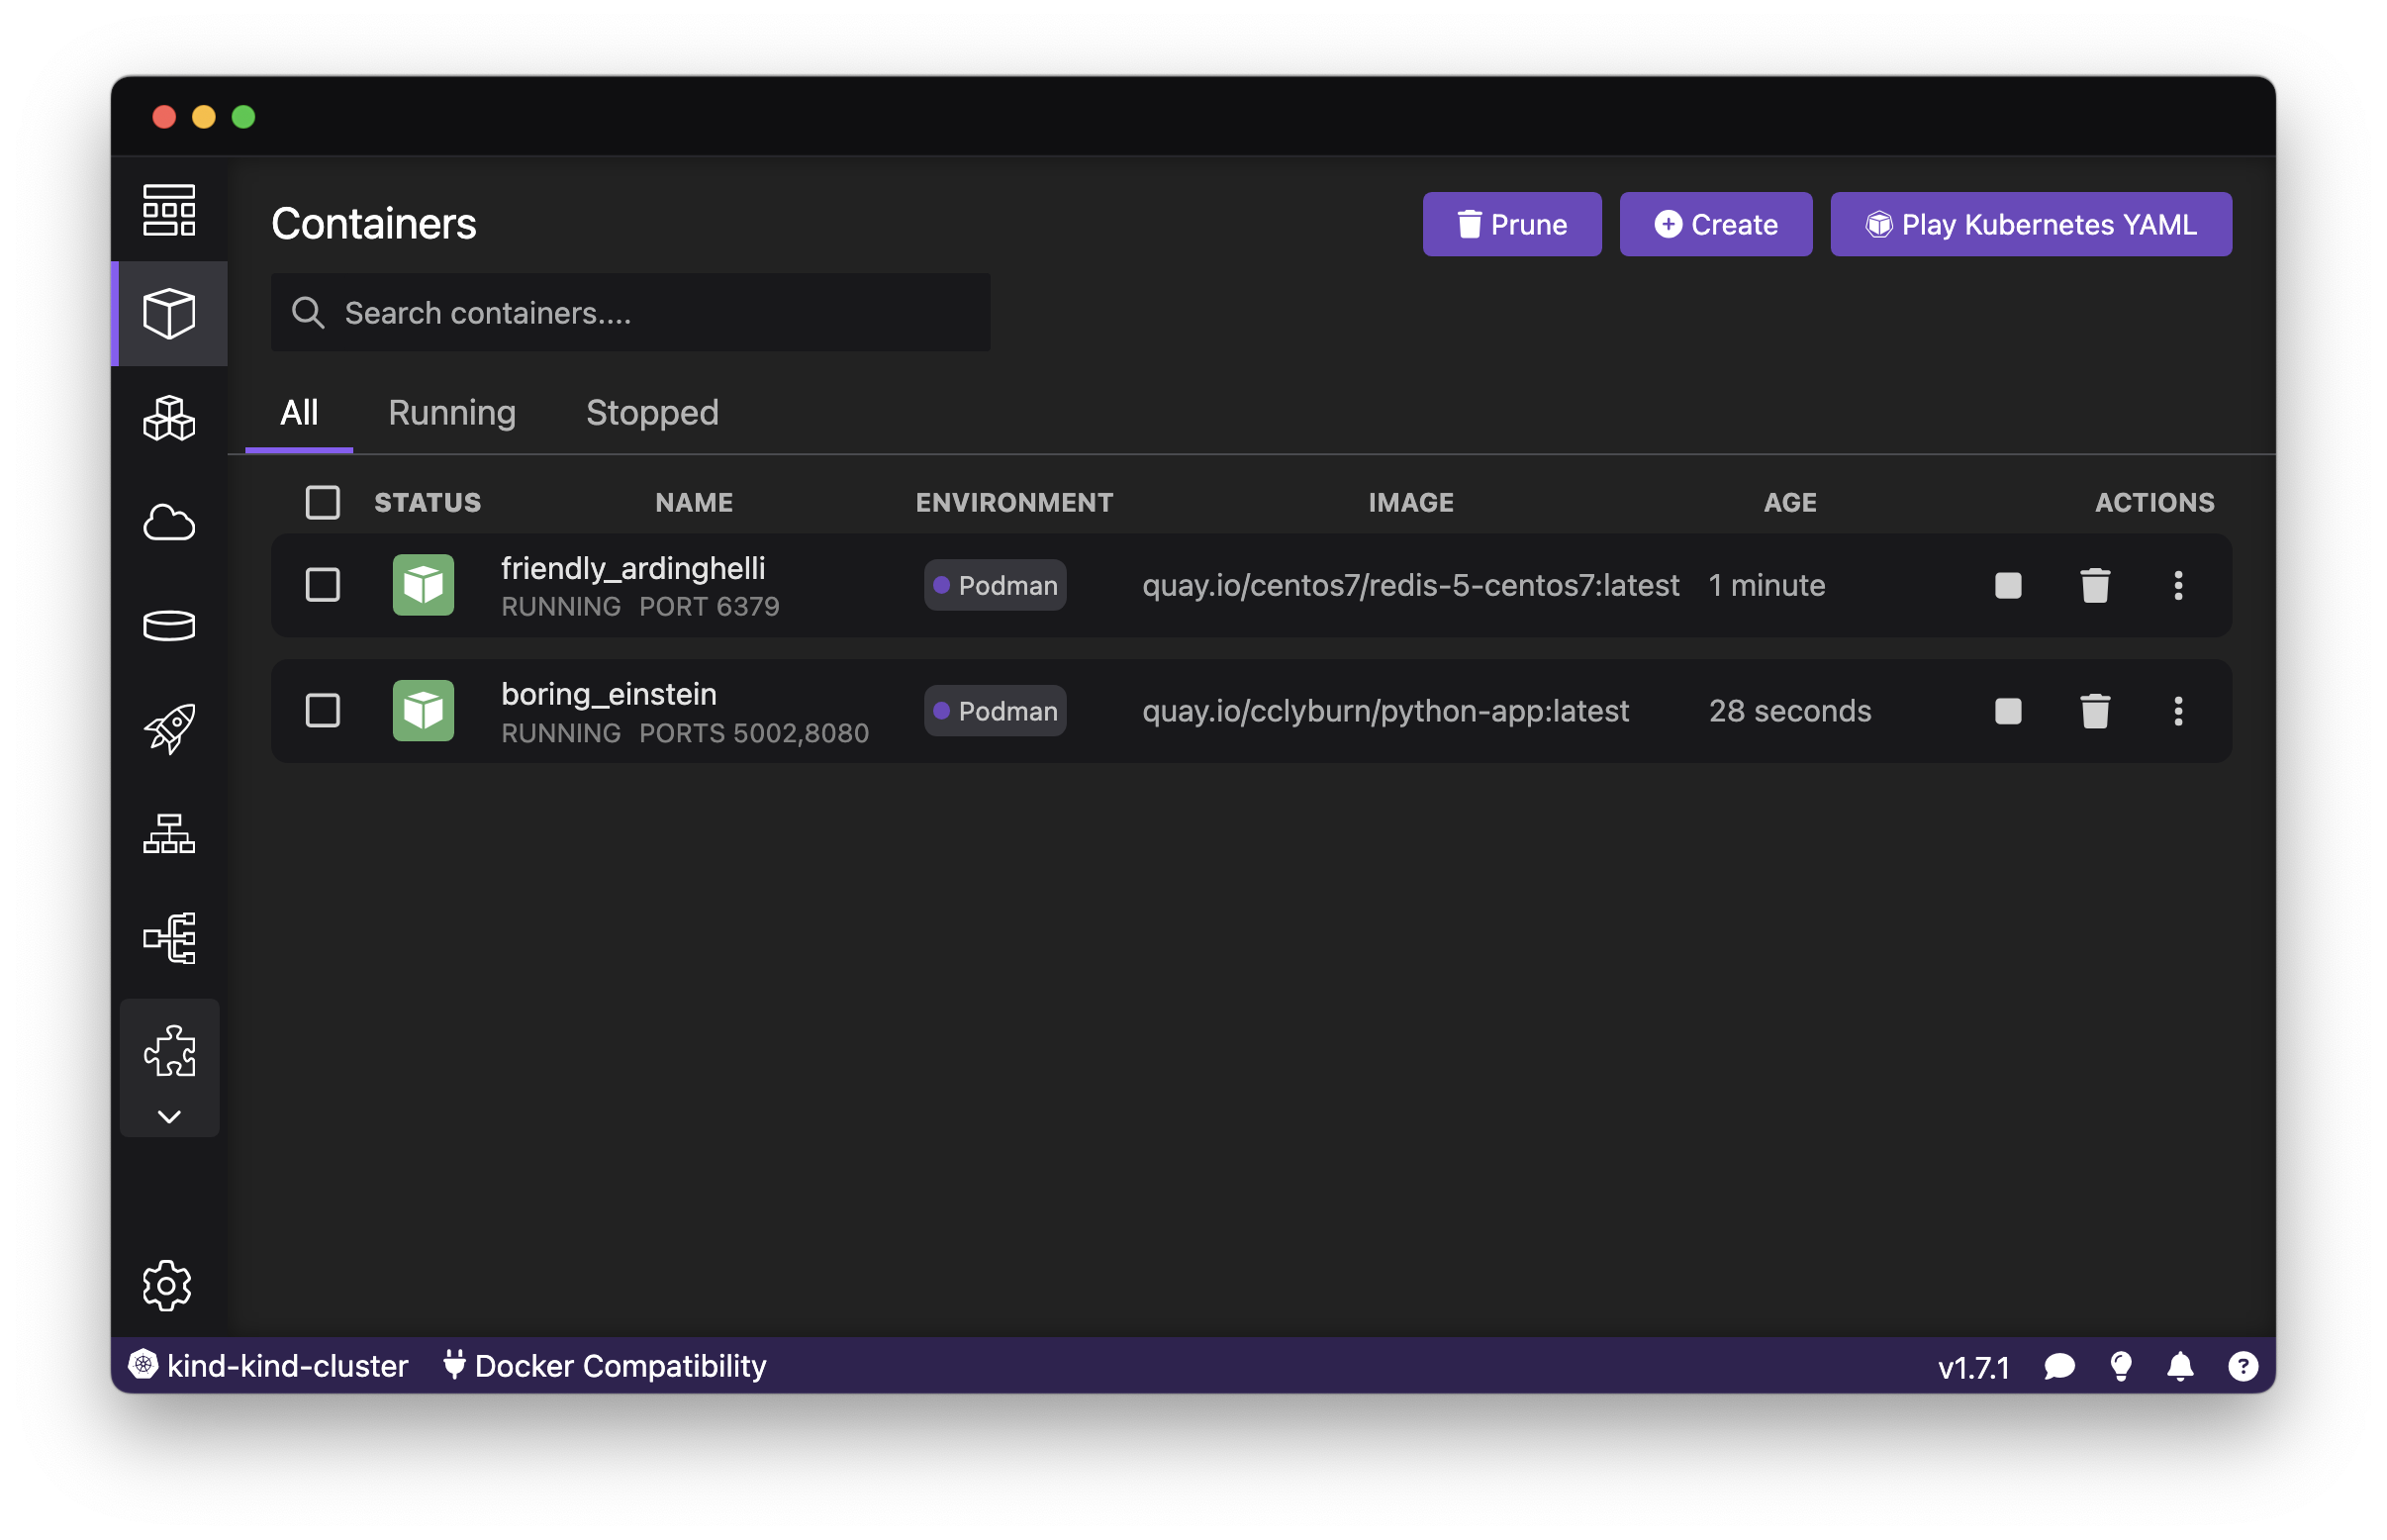 Containers
Prune
Create
Play Kubernetes YAML
Search containers....
All Running Stopped
STATUS NAME ENVIRONMENT IMAGE AGE ACTIONS
friendly_ardinghelli
RUNNING PORT 6379
Podman
quay.io/centos7/redis-5-centos7:latest
1 minute
boring_einstein
RUNNING PORTS 5002,8080
Podman
quay.io/cclyburn/python-app:latest
28 seconds
kind-kind-cluster
Docker Compatibility
v1.7.1